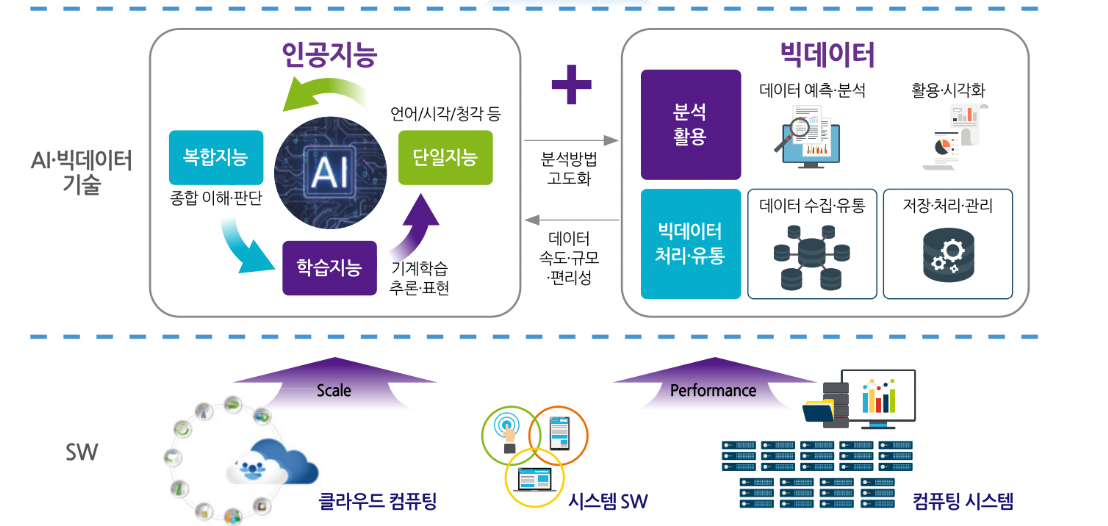 인공지능
빅데이터
AI·빅데이터
기술
언어/시각/청각 등
복합지능
AI
단일지능
종합 이해·판단
학습지능
기계학습
추론·표현
분석방법
고도화
데이터
속도·규모
·편리성
분석
활용
데이터 예측·분석
활용·시각화
빅데이터
처리·유통
데이터 수집·유통
저장·처리·관리
Scale
Performance
SW
클라우드 컴퓨팅
시스템 SW
컴퓨팅 시스템